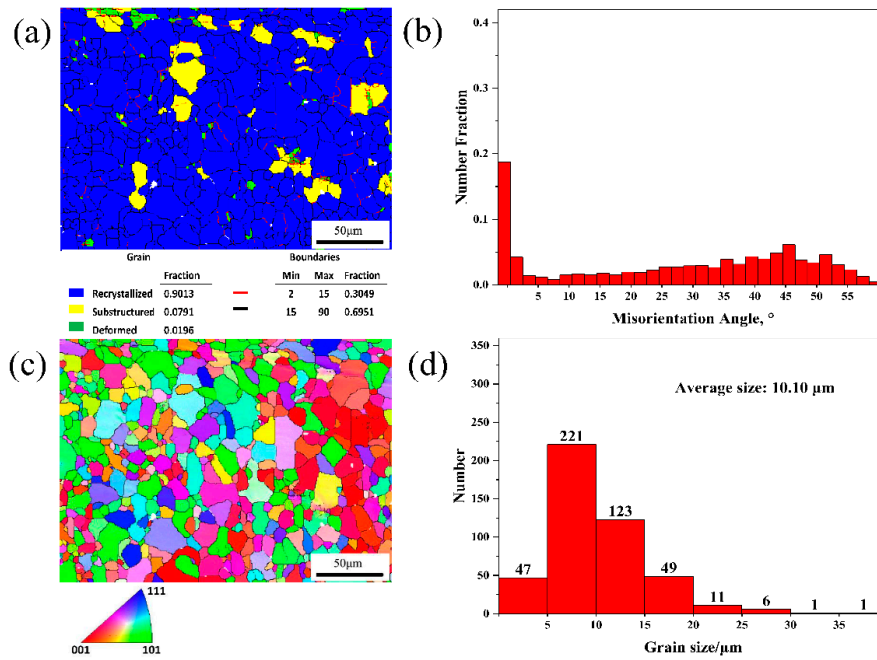 (a)
50μm
Grain Boundaries
Fraction Min Max Fraction
Recrystallized 0.9013 2 15 0.3049
Substructured 0.0791 15 90 0.6951
Deformed 0.0196
(b)
0.4
0.3
0.2
0.1
0.0
Number Fraction
5 10 15 20 25 30 35 40 45 50 55
Misorientation Angle, °
(c)
50μm
111
001 101
(d)
350
300
250
200
150
100
50
0
Number
Average size: 10.10 μm
47 221 123 49 11 6 1 1
5 10 15 20 25 30 35
Grain size/μm